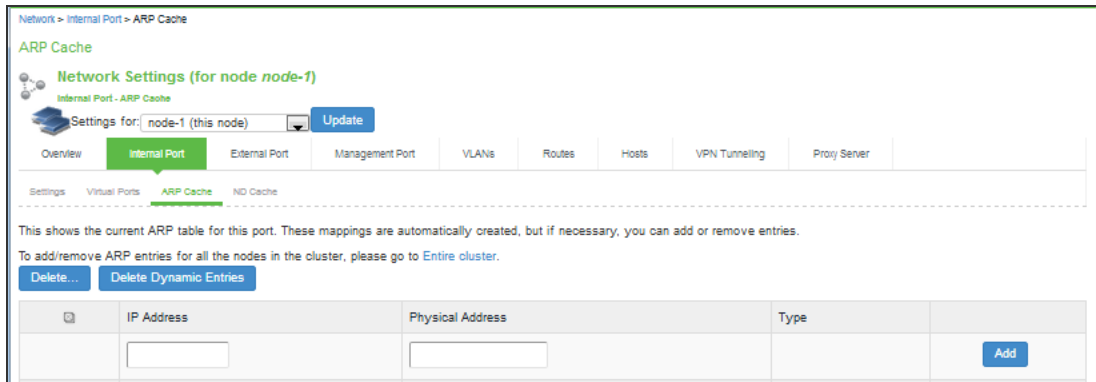 Network > Internal Port > ARP Cache
ARP Cache
Network Settings (for node node-1)
Internal Port - ARP Cache
Settings for: node-1 (this node) Update
Overview Internal Port External Port Management Port VLANs Routes Hosts VPN Tunneling Proxy Server
Settings Virtual Ports ARP Cache ND Cache
This shows the current ARP table for this port. These mappings are automatically created, but if necessary, you can add or remove entries.
To add/remove ARP entries for all the nodes in the cluster, please go to Entire cluster.
Delete... Delete Dynamic Entries
IP Address Physical Address Type
Add